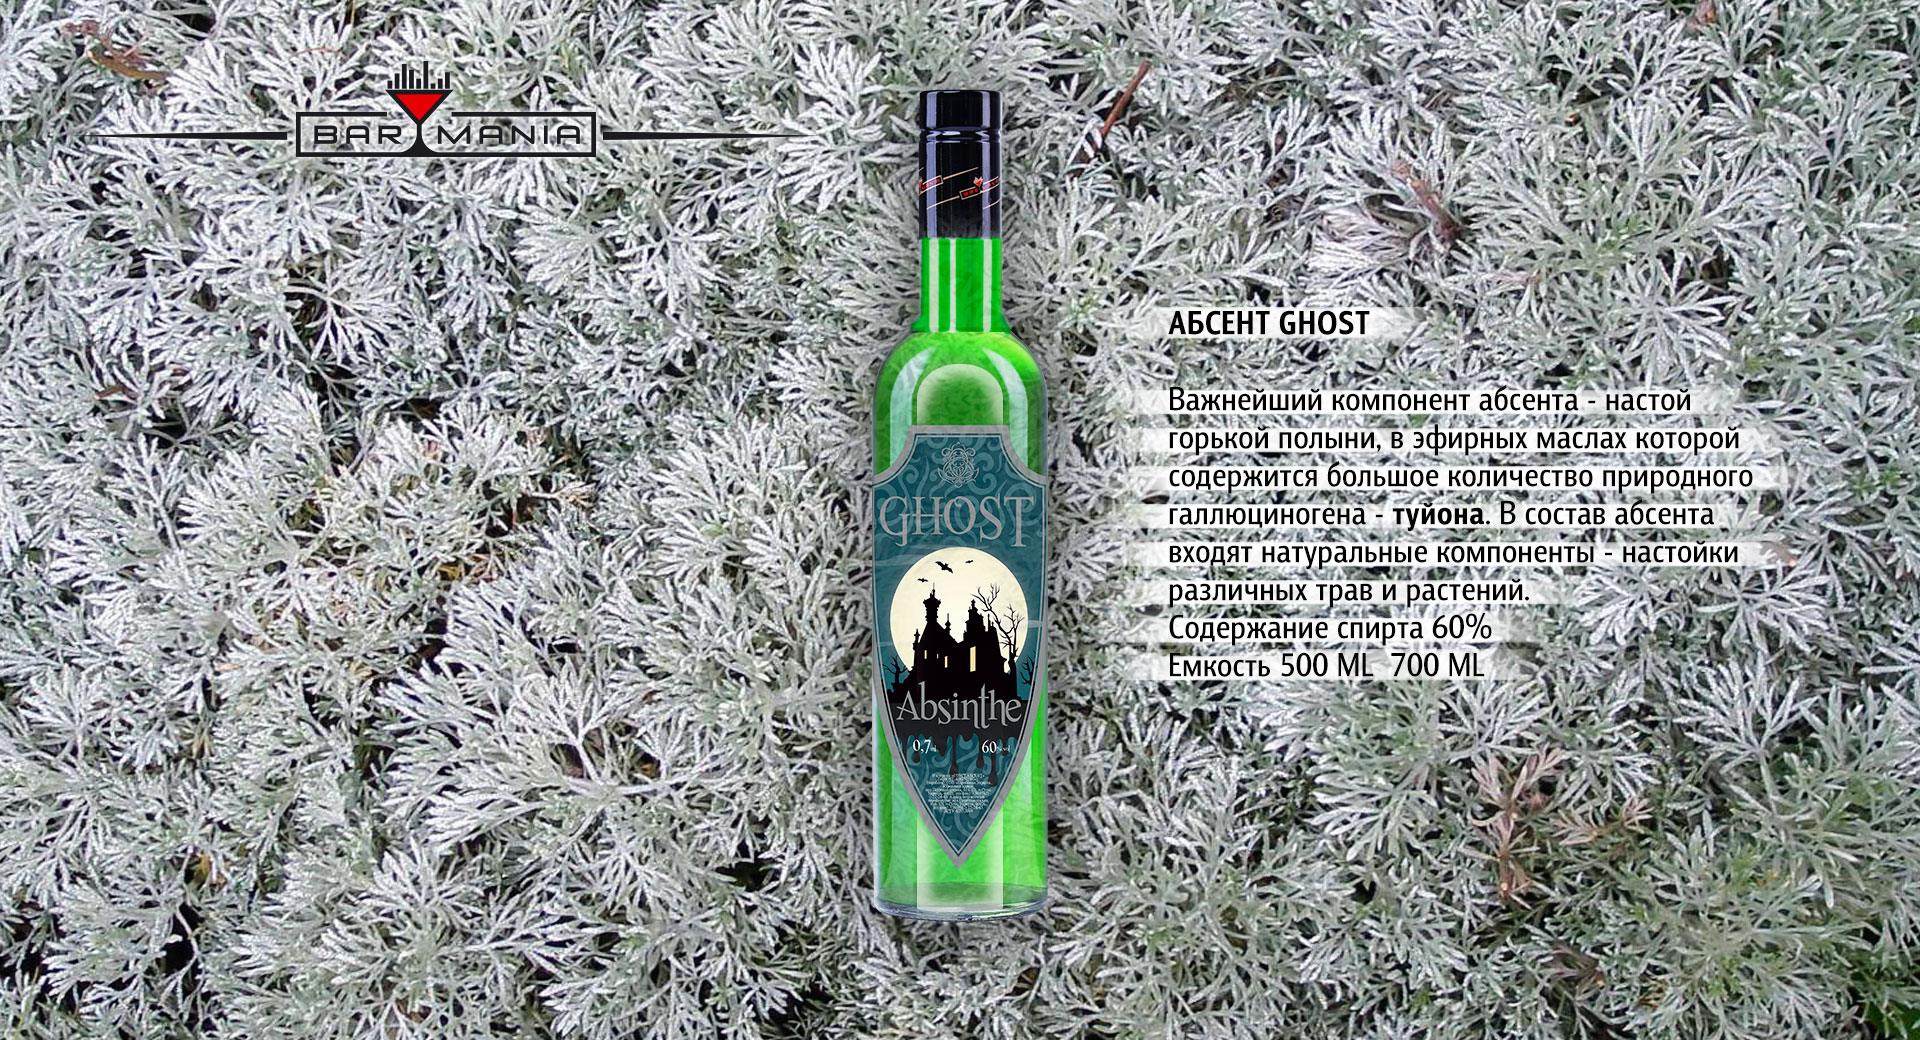 BAR MANIA
АБСЕНТ GHOST
Важнейший компонент абсента - настой
горькой полыни, в эфирных маслах которой
содержится большое количество природного
галлюциногена - туйона. В состав абсента
входят натуральные компоненты - настойки
различных трав и растений.
Содержание спирта 60%
Емкость 500 ML 700 ML
GHOST
Absinthe
0,7 60